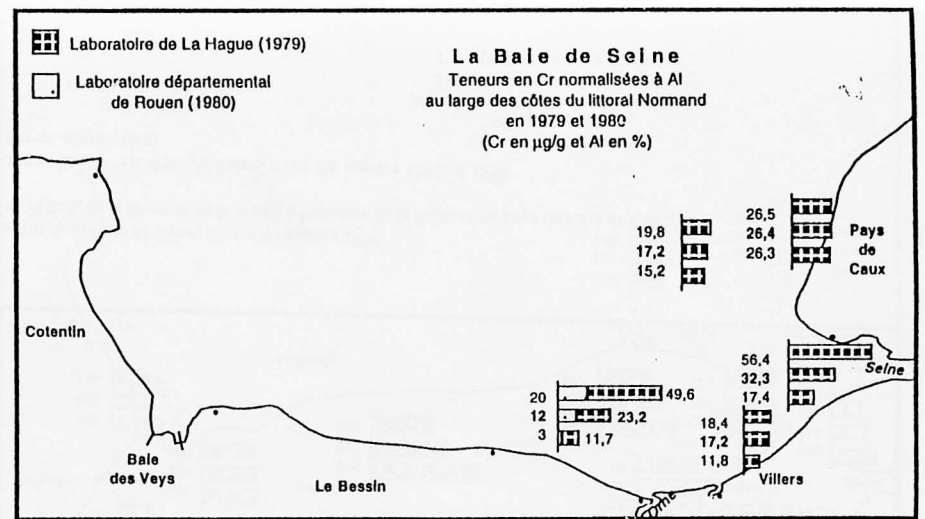 Laboratoire de La Hague (1979)
Laboratoire départemental
de Rouen (1980)
La Baie de Seine
Teneurs en Cr normalisées à Al
au large des côtes du littoral Normand
en 1979 et 1980
(Cr en µg/g et Al en %)
19,8
17,2
15,2
26,5
26,4
26,3
Pays
de
Caux
Cotentin
56,4
32,3
17,4
Seine
20
49,6
12
23,2
3
11,7
18,4
17,2
11,8
Baie
des Veys
Le Bessin
Orne
Villers